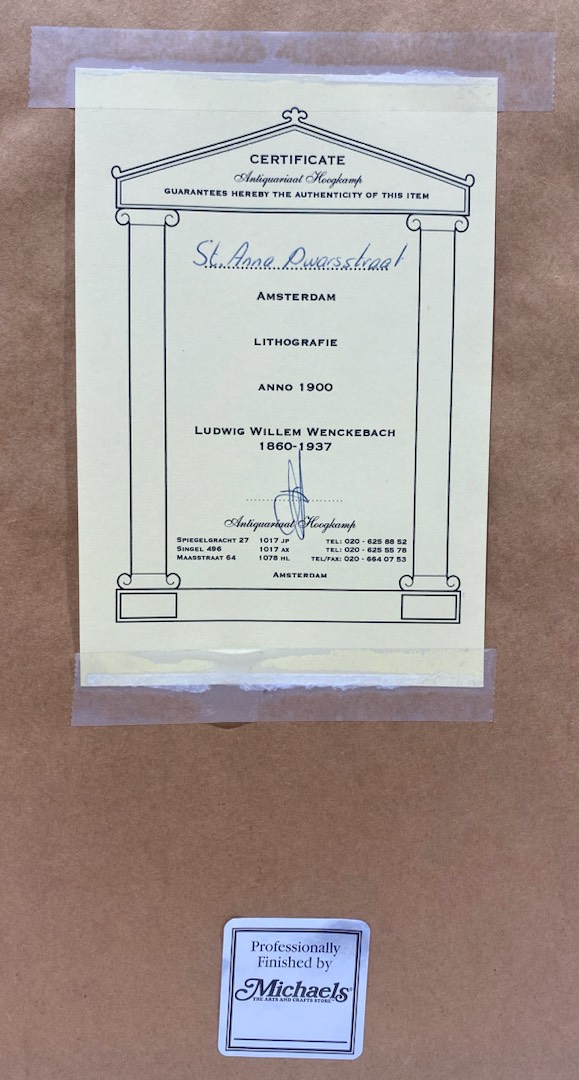 CERTIFICATE
Antiquariaat Hoogkamp
GUARANTEES HEREBY THE AUTHENTICITY OF THIS ITEM
St. Anna Dwarsstraat
AMSTERDAM
LITHOGRAFIE
ANNO 1900
LUDWIG WILLEM WENCKEBACH
1860-1937
Antiquariaat Hoogkamp
SPIEGELGRACHT 27 1017 JP TEL: 020 - 625 88 52
SINGEL 496 1017 AX TEL: 020 - 625 55 78
MAASSTRAAT 64 1078 HL TEL/FAX: 020 - 664 07 53
AMSTERDAM
Professionally
Finished by
Michaels®
THE ARTS AND CRAFTS STORE™